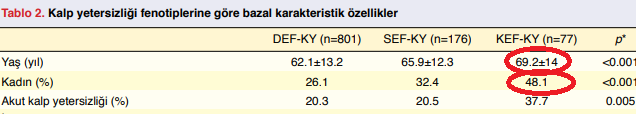 Tablo 2. Kalp yetersizliği fenotiplerine göre bazal karakteristik özellikler
DEF-KY (n=801) SEF-KY (n=176) KEF-KY (n=77) p*
Yaş (yıl) 62.1±13.2 65.9±12.3 69.2±14 <0.001
Kadın (%) 26.1 32.4 48.1 <0.001
Akut kalp yetersizliği (%) 20.3 20.5 37.7 0.005